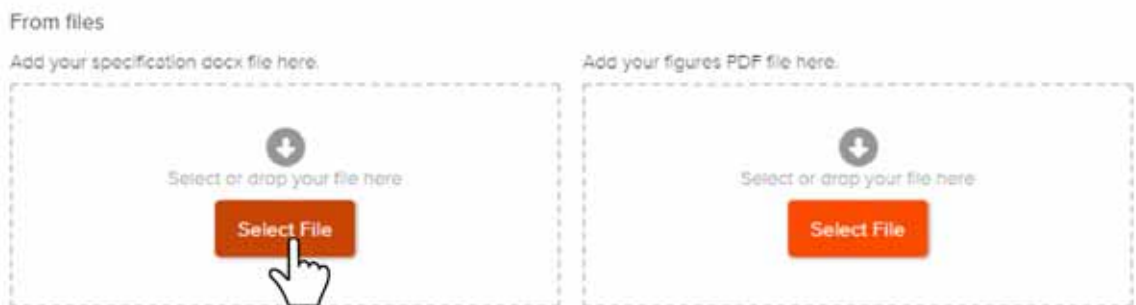 From files
Add your specification docx file here.
Add your figures PDF file here.
Select or drop your file here
Select or drop your file here
Select File
Select File